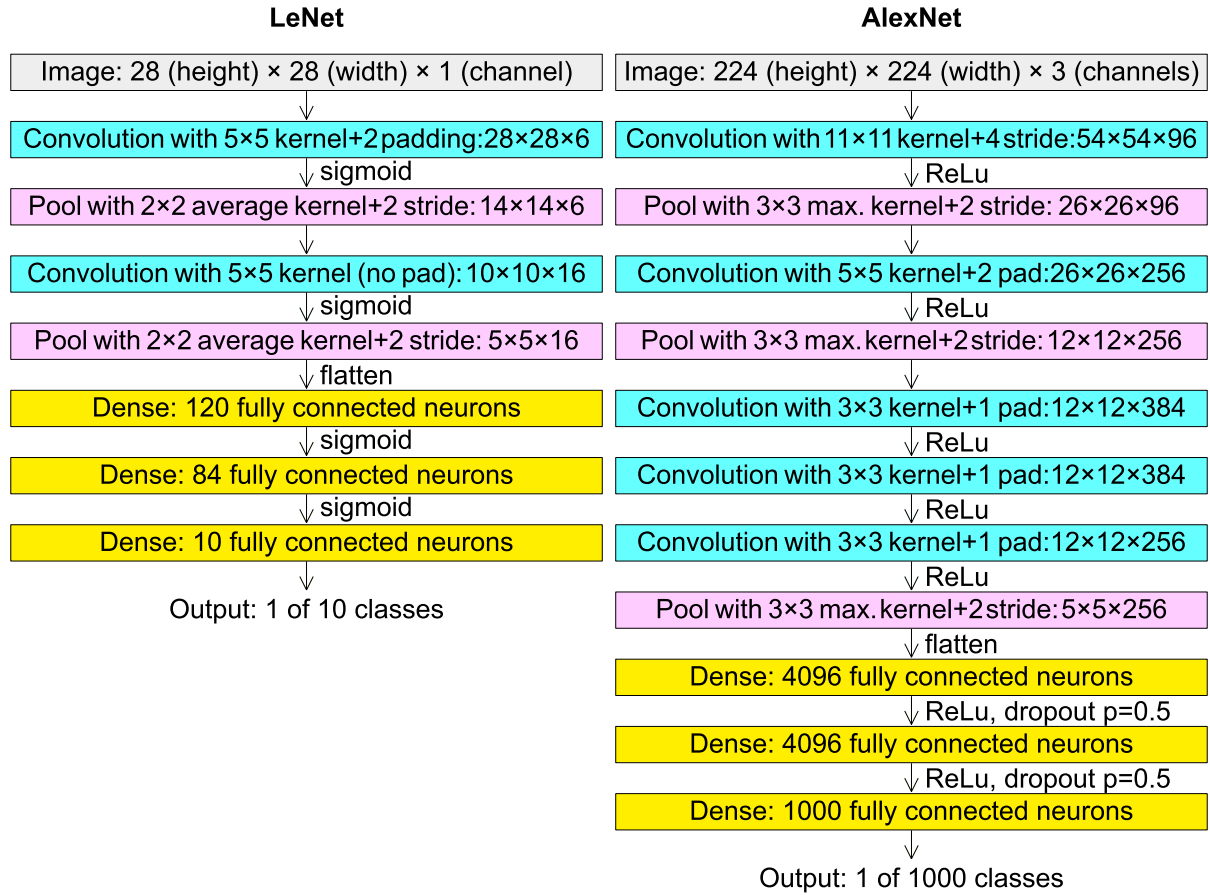 LeNet
Image: 28 (height) × 28 (width) × 1 (channel)
Convolution with 5×5 kernel+2 padding:28×28×6
sigmoid
Pool with 2×2 average kernel+2 stride: 14×14×6
Convolution with 5×5 kernel (no pad): 10×10×16
sigmoid
Pool with 2×2 average kernel+2 stride: 5×5×16
flatten
Dense: 120 fully connected neurons
sigmoid
Dense: 84 fully connected neurons
sigmoid
Dense: 10 fully connected neurons
Output: 1 of 10 classes
AlexNet
Image: 224 (height) × 224 (width) × 3 (channels)
Convolution with 11×11 kernel+4 stride:54×54×96
ReLu
Pool with 3×3 max. kernel+2 stride: 26×26×96
Convolution with 5×5 kernel+2 pad:26×26×256
ReLu
Pool with 3×3 max.kernel+2stride: 12×12×256
Convolution with 3×3 kernel+1 pad:12×12×384
ReLu
Convolution with 3×3 kernel+1 pad:12×12×384
ReLu
Convolution with 3×3 kernel+1 pad:12×12×256
ReLu
Pool with 3×3 max.kernel+2stride:5×5×256
flatten
Dense: 4096 fully connected neurons
ReLu, dropout p=0.5
Dense: 4096 fully connected neurons
ReLu, dropout p=0.5
Dense: 1000 fully connected neurons
Output: 1 of 1000 classes